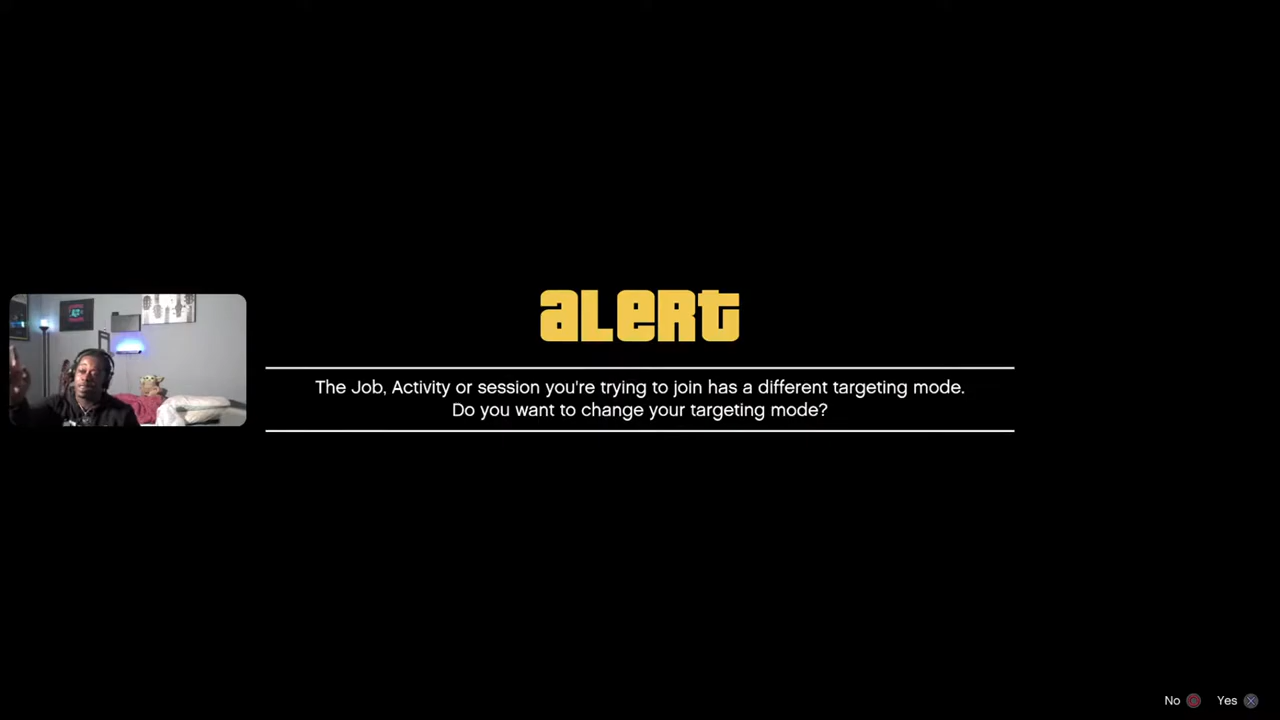 alert
The Job, Activity or session you're trying to join has a different targeting mode.
Do you want to change your targeting mode?
No Yes